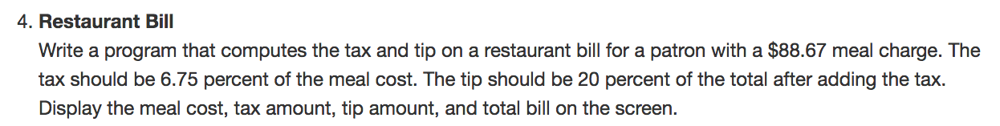 4. Restaurant Bill
Write a program that computes the tax and tip on a restaurant bill for a patron with a $88.67 meal charge. The
tax should be 6.75 percent of the meal cost. The tip should be 20 percent of the total after adding the tax.
Display the meal cost, tax amount, tip amount, and total bill on the screen.